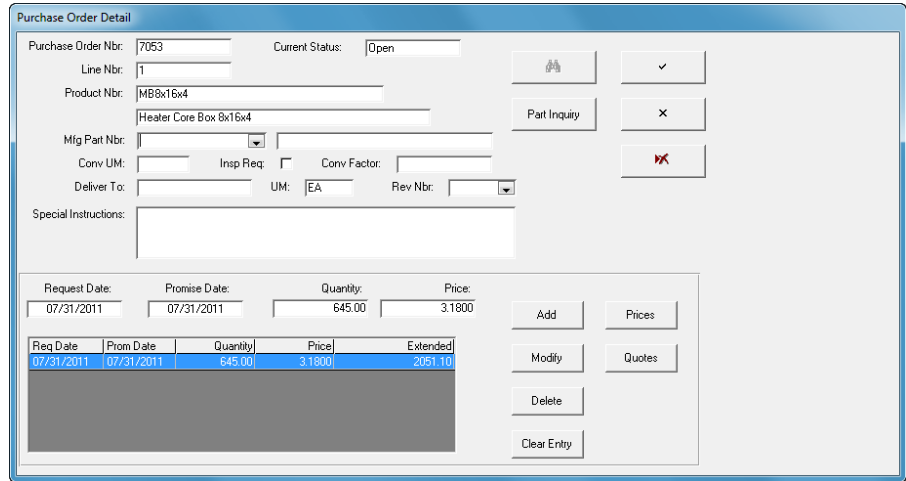 Purchase Order Detail
Purchase Order Nbr: 7053 Current Status: Open
Line Nbr: 1
Product Nbr: MB8x16x4
Heater Core Box 8x16x4 Part Inquiry
Mfg Part Nbr:
Conv UM: Insp Req: Conv Factor:
Deliver To: UM: EA Rev Nbr:
Special Instructions:
Request Date: Promise Date: Quantity: Price:
07/31/2011 07/31/2011 645.00 3.1800 Add Prices
Req Date Prom Date Quantity Price Extended
07/31/2011 07/31/2011 645.00 3.1800 2051.10 Modify Quotes
Delete
Clear Entry